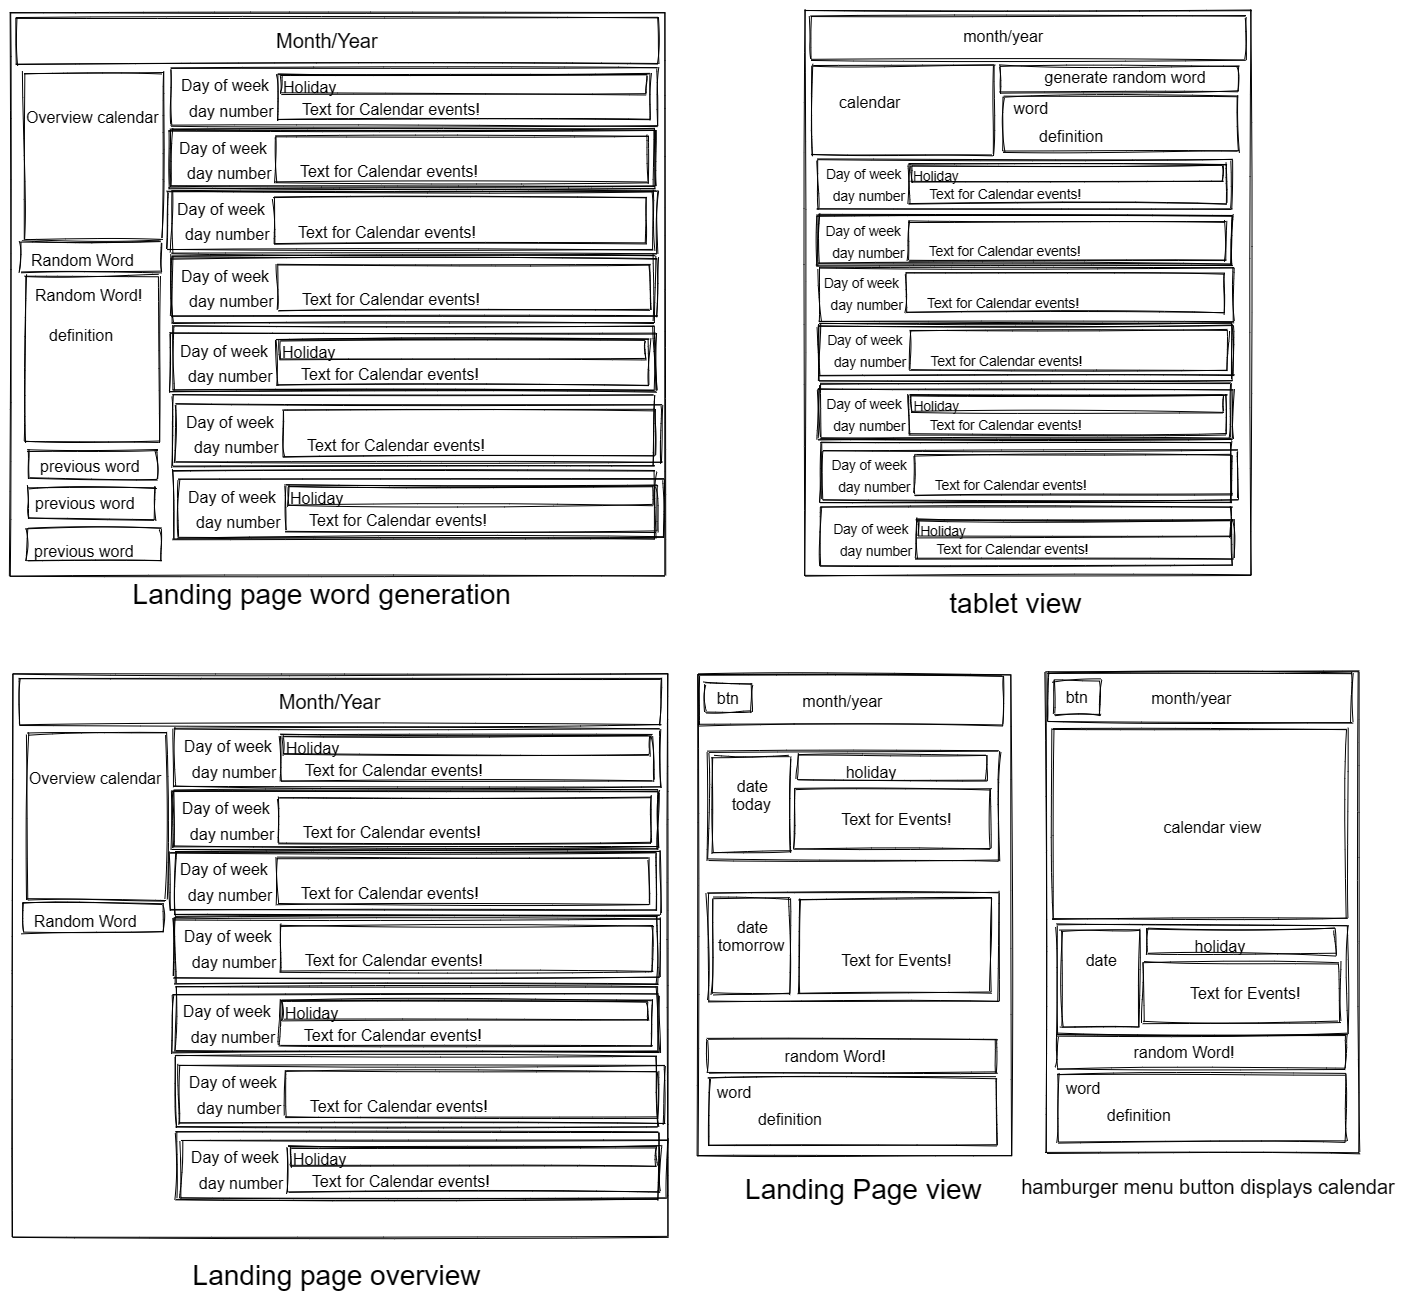 Month/Year
Overview calendar
Random Word
Random Word!
definition
previous word
previous word
previous word
Day of week
day number
Holiday
Text for Calendar events!
Day of week
day number
Text for Calendar events!
Day of week
day number
Text for Calendar events!
Day of week
day number
Text for Calendar events!
Day of week
day number
Holiday
Text for Calendar events!
Day of week
day number
Text for Calendar events!
Day of week
day number
Holiday
Text for Calendar events!
Landing page word generation
month/year
calendar
generate random word
word
definition
Day of week
day number
Holiday
Text for Calendar events!
Day of week
day number
Text for Calendar events!
Day of week
day number
Text for Calendar events!
Day of week
day number
Text for Calendar events!
Day of week
day number
Holiday
Text for Calendar events!
Day of week
day number
Text for Calendar events!
Day of week
day number
Holiday
Text for Calendar events!
tablet view
Month/Year
Overview calendar
Random Word
Day of week
day number
Holiday
Text for Calendar events!
Day of week
day number
Text for Calendar events!
Day of week
day number
Text for Calendar events!
Day of week
day number
Text for Calendar events!
Day of week
day number
Holiday
Text for Calendar events!
Day of week
day number
Text for Calendar events!
Day of week
day number
Holiday
Text for Calendar events!
Landing page overview
btn
month/year
date
today
holiday
Text for Events!
date
tomorrow
Text for Events!
random Word!
word
definition
Landing Page view
btn
month/year
calendar view
date
holiday
Text for Events!
random Word!
word
definition
hamburger menu button displays calendar